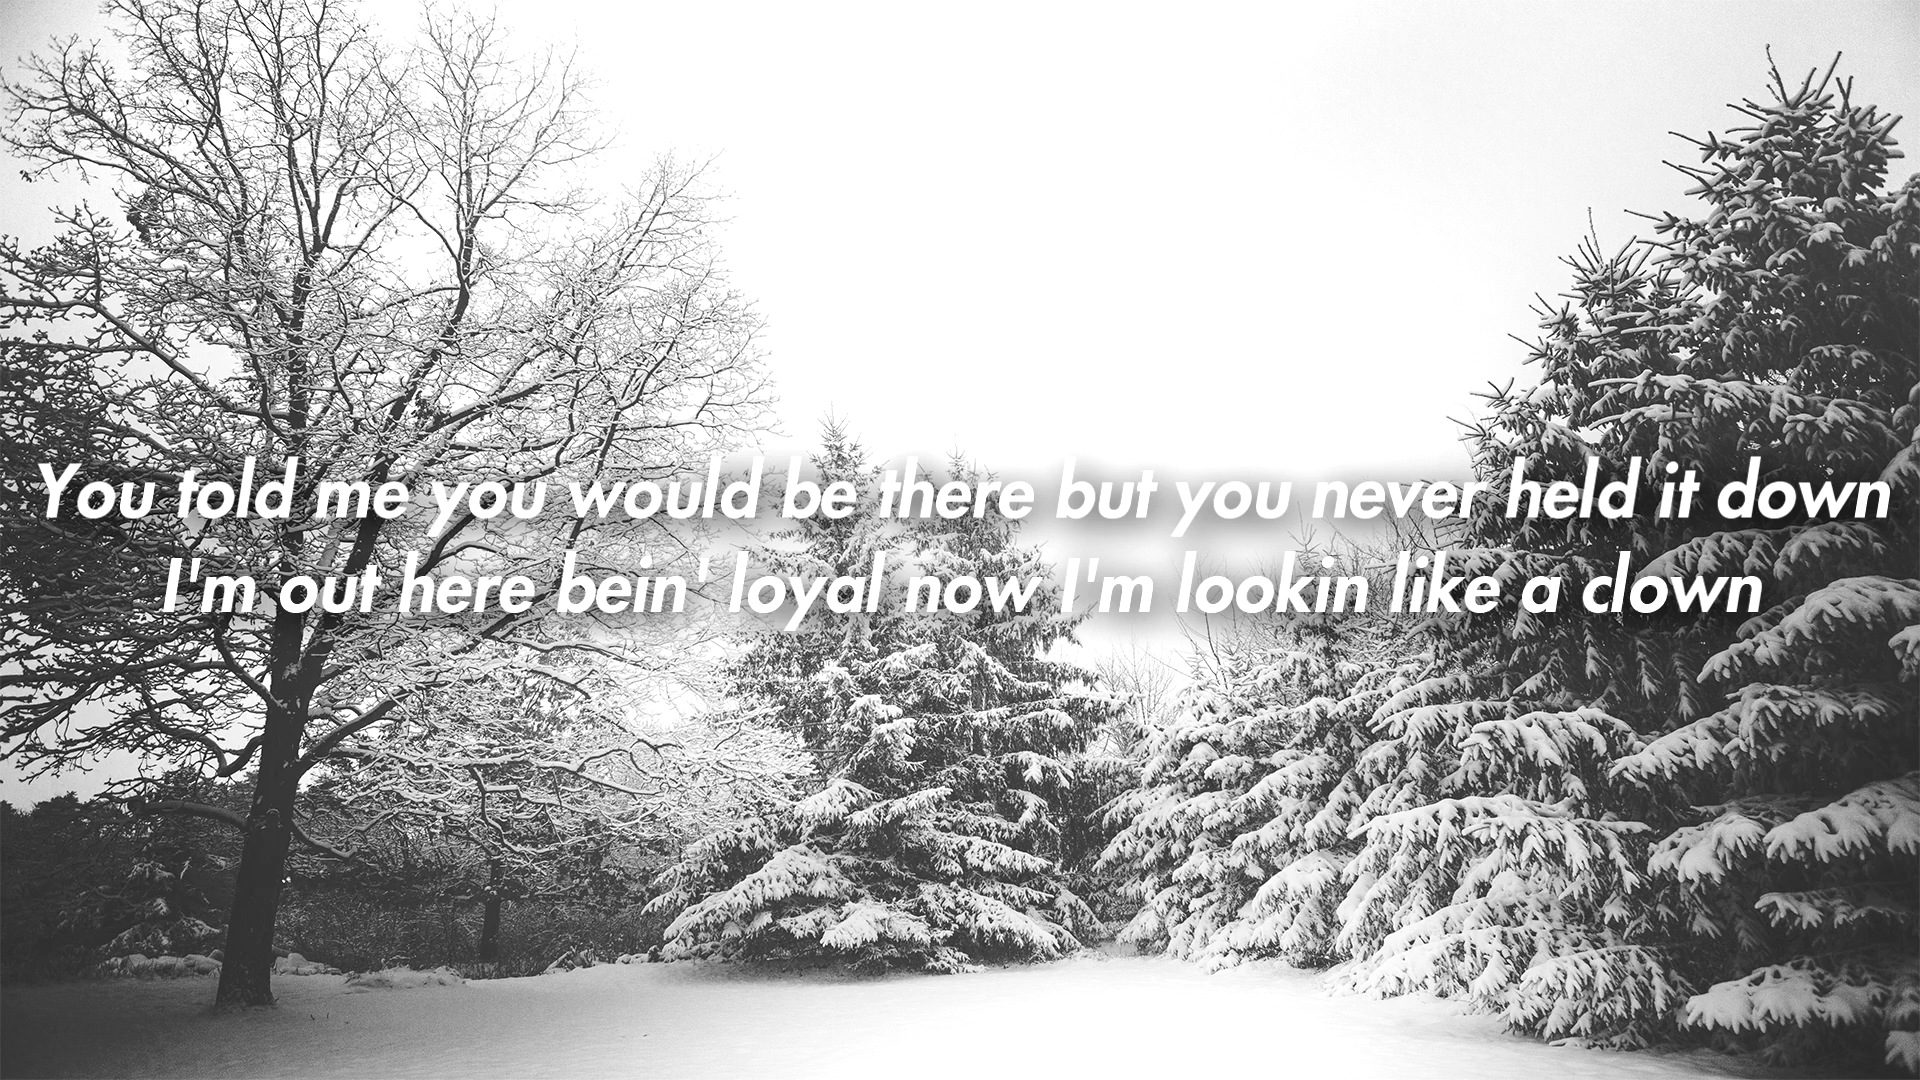 You told me you would be there but you never held it down
I'm out here bein' loyal now I'm lookin like a clown